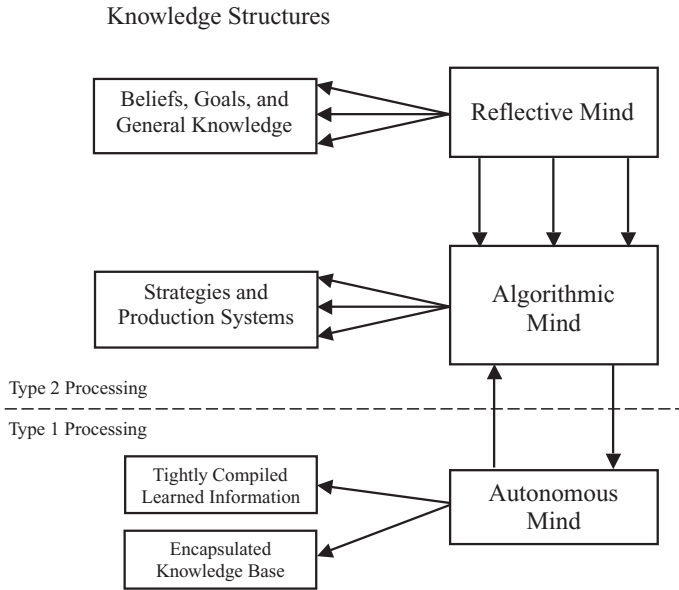 Knowledge Structures
Beliefs, Goals, and
General Knowledge
Reflective Mind
Strategies and
Production Systems
Algorithmic
Mind
Type 2 Processing
Type 1 Processing
Tightly Compiled
Learned Information
Autonomous
Mind
Encapsulated
Knowledge Base